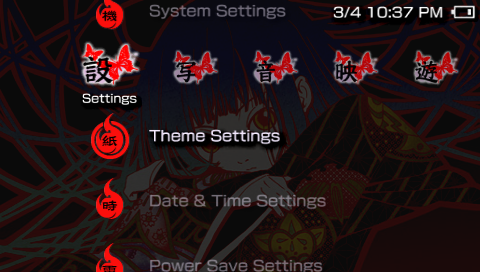 機 System Settings
3/4 10:37 PM
設 写 音 映 遊
Settings
紙 Theme Settings
時 Date & Time Settings
電 Power Save Settings